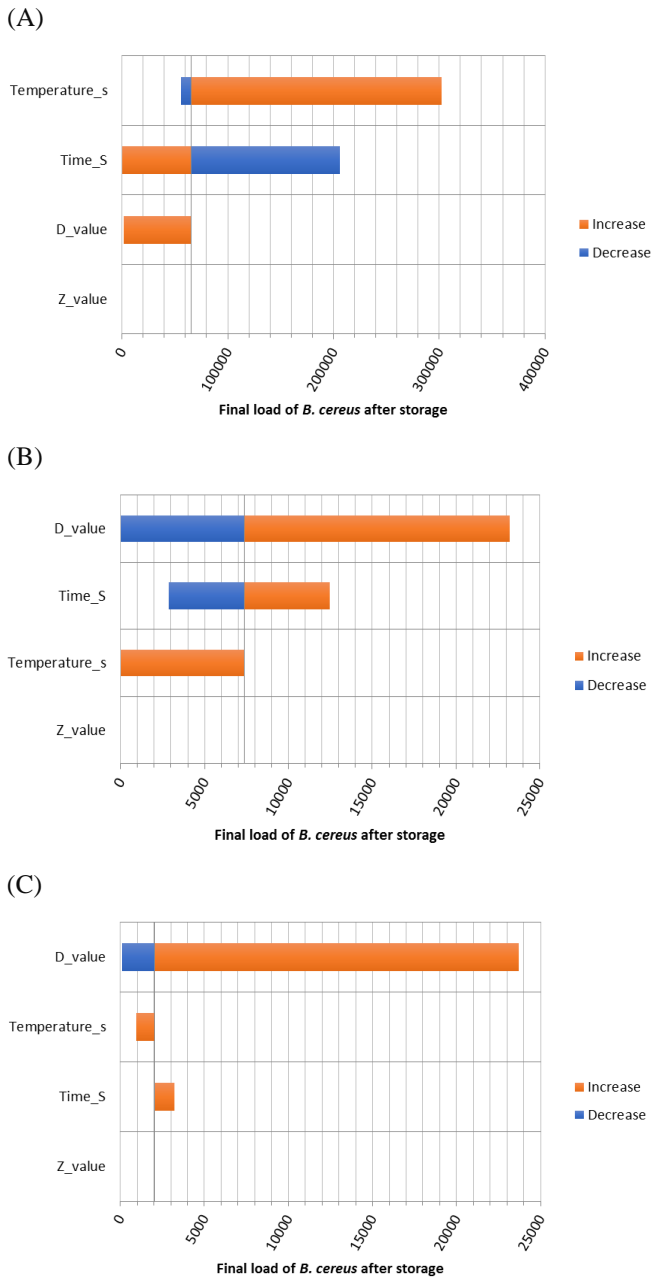 (A)
Temperature_s
Time_S
D_value
Z_value
Increase
Decrease
0
100000
200000
300000
400000
Final load of B. cereus after storage
(B)
D_value
Time_S
Temperature_s
Z_value
Increase
Decrease
0
5000
10000
15000
20000
25000
Final load of B. cereus after storage
(C)
D_value
Temperature_s
Time_S
Z_value
Increase
Decrease
0
5000
10000
15000
20000
25000
Final load of B. cereus after storage